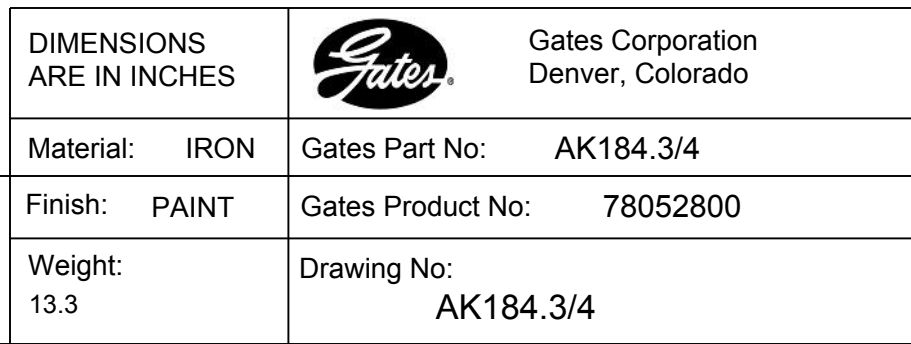 DIMENSIONS
ARE IN INCHES
Gates®
Gates Corporation
Denver, Colorado
Material: IRON
Gates Part No: AK184.3/4
Finish: PAINT
Gates Product No: 78052800
Weight:
13.3
Drawing No:
AK184.3/4